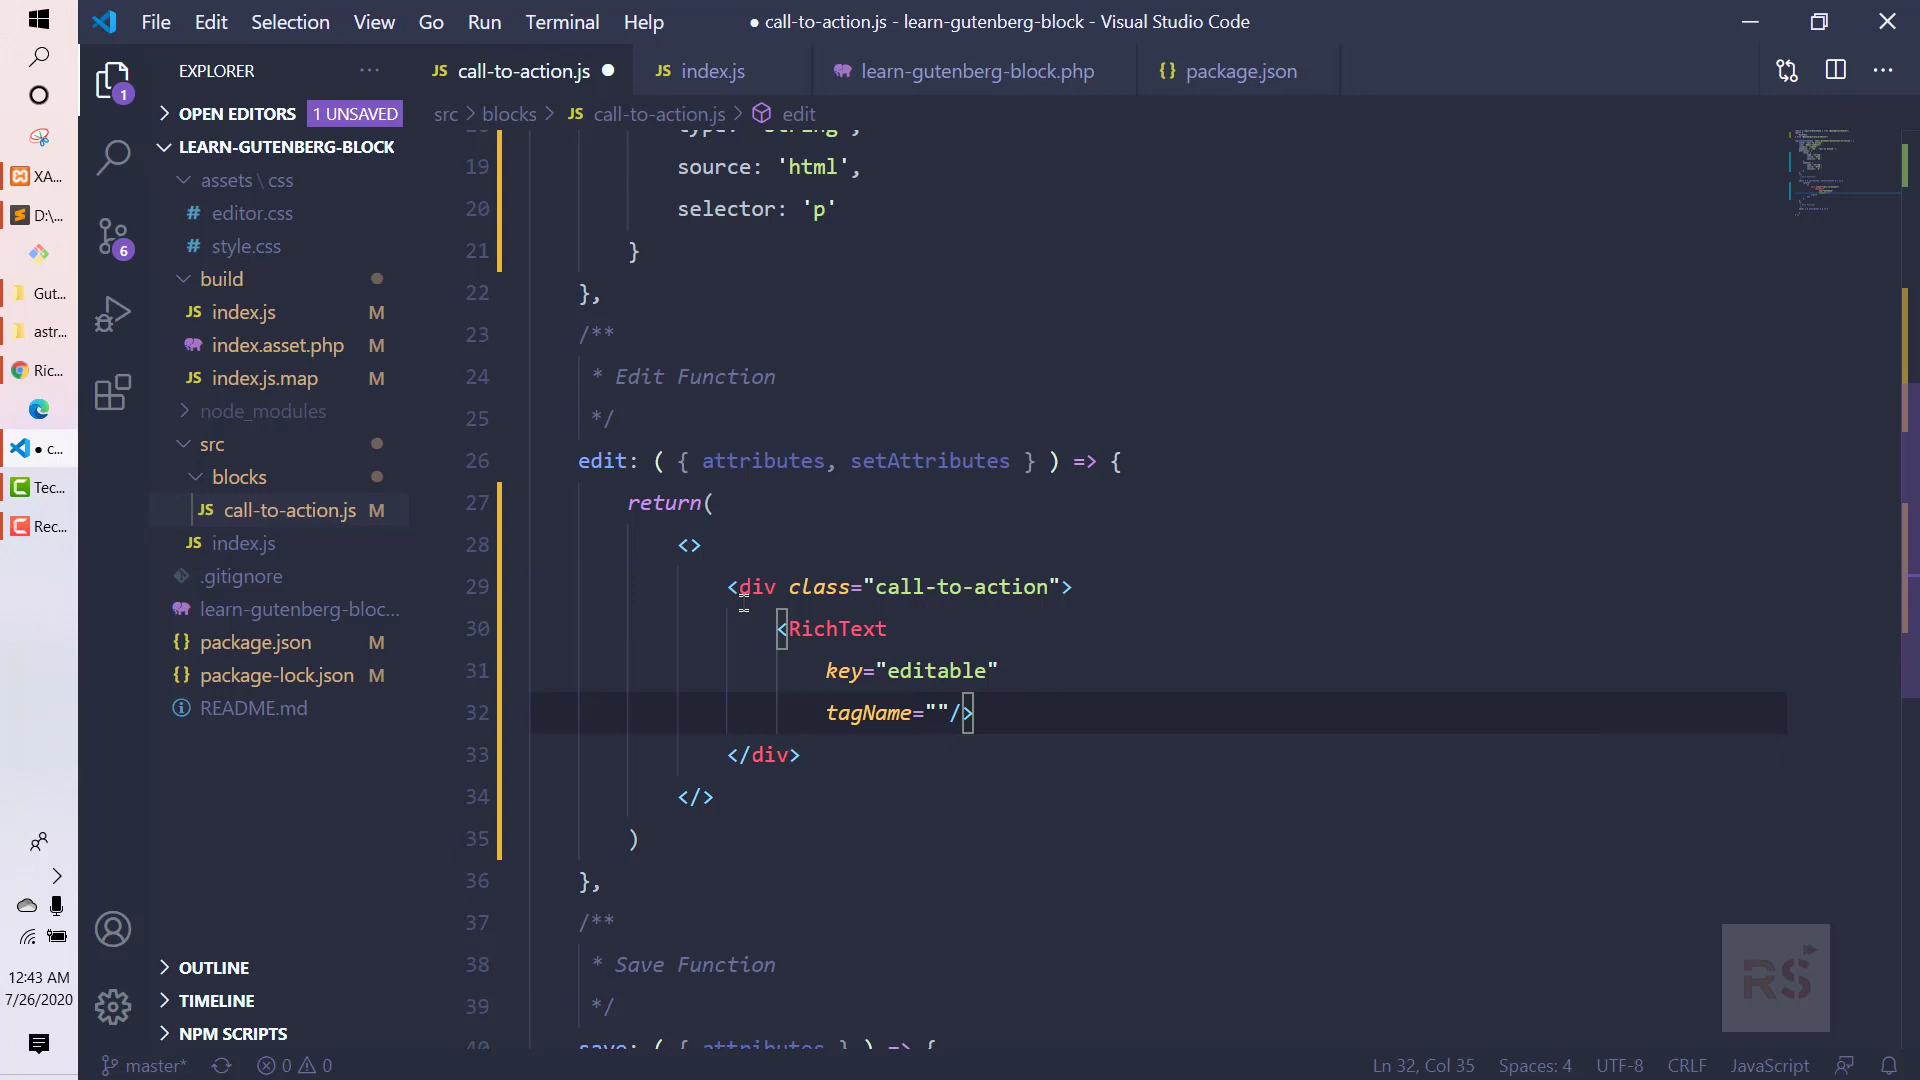 File Edit Selection View Go Run Terminal Help
● call-to-action.js - learn-gutenberg-block - Visual Studio Code
EXPLORER ···
JS call-to-action.js ●
JS index.js
learn-gutenberg-block.php
{} package.json
OPEN EDITORS 1 UNSAVED
src > blocks > JS call-to-action.js > edit
LEARN-GUTENBERG-BLOCK
assets \ css
# editor.css
# style.css
build
JS index.js M
index.asset.php M
JS index.js.map M
node_modules
src
blocks
JS call-to-action.js M
JS index.js
.gitignore
learn-gutenberg-bloc...
{} package.json M
{} package-lock.json M
README.md
OUTLINE
TIMELINE
NPM SCRIPTS
1
6
XA...
D:\...
Gut...
astr...
Ric...
● c...
Tec...
Rec...
12:43 AM
7/26/2020
19 source: 'html',
20 selector: 'p'
21 }
22 },
23 /**
24 * Edit Function
25 */
26 edit: ( { attributes, setAttributes } ) => {
27 return(
28 <>
29 <div class="call-to-action">
30 <RichText
31 key="editable"
32 tagName=""/>
33 </div>
34 </>
35 )
36 },
37 /**
38 * Save Function
39 */
40 save: ( { attributes } ) => {
RS
master* 0 0
Ln 32, Col 35 Spaces: 4 UTF-8 CRLF JavaScript